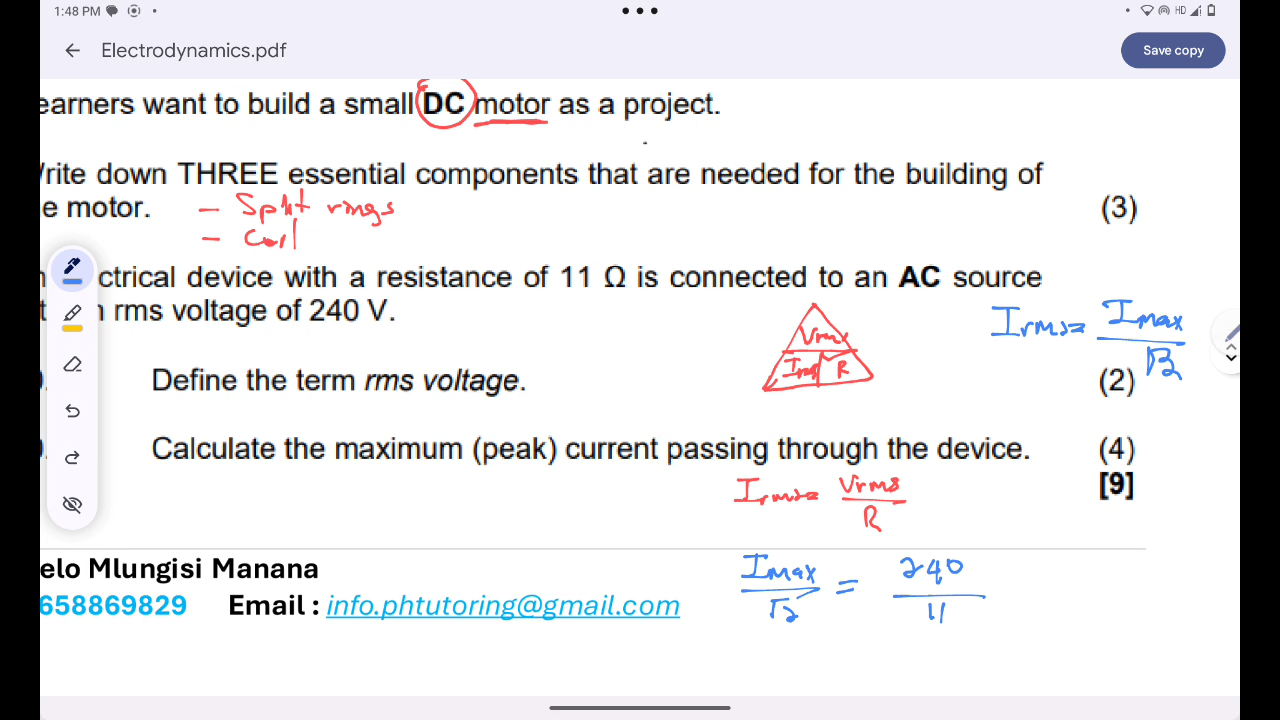 1:48 PM
HD
Electrodynamics.pdf
Save copy
earners want to build a small DC motor as a project.
rite down THREE essential components that are needed for the building of
e motor. (3)
- Split rings
- Coil
ctrical device with a resistance of 11 Ω is connected to an AC source
rms voltage of 240 V.
Irms = Imax / √2
Vrms
Irms R
Define the term rms voltage. (2)
Calculate the maximum (peak) current passing through the device. (4)
[9]
Irms = Vrms / R
Imax / √2 = 240 / 11
elo Mlungisi Manana
658869829 Email : info.phtutoring@gmail.com